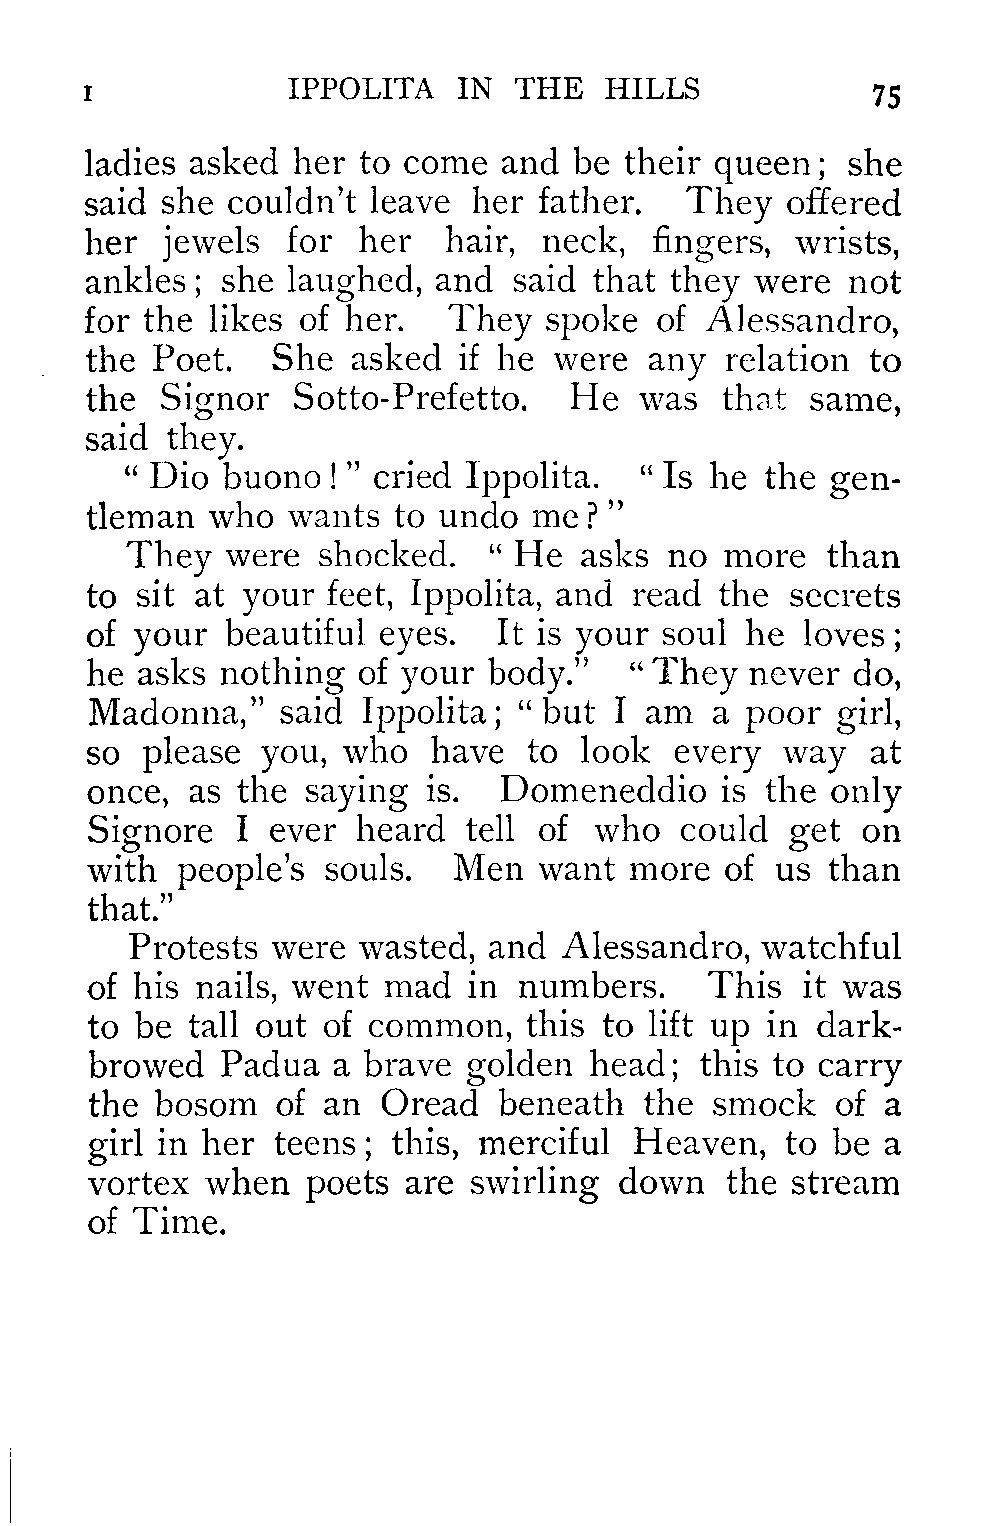 I IPPOLITA IN THE HILLS 75
ladies asked her to come and be their queen; she
said she couldn't leave her father. They offered
her jewels for her hair, neck, fingers, wrists,
ankles; she laughed, and said that they were not
for the likes of her. They spoke of Alessandro,
the Poet. She asked if he were any relation to
the Signor Sotto-Prefetto. He was that same,
said they.
“Dio buono!” cried Ippolita. “Is he the gen-
tleman who wants to undo me?”
They were shocked. “He asks no more than
to sit at your feet, Ippolita, and read the secrets
of your beautiful eyes. It is your soul he loves;
he asks nothing of your body.” “They never do,
Madonna,” said Ippolita; “but I am a poor girl,
so please you, who have to look every way at
once, as the saying is. Domeneddio is the only
Signore I ever heard tell of who could get on
with people's souls. Men want more of us than
that.”
Protests were wasted, and Alessandro, watchful
of his nails, went mad in numbers. This it was
to be tall out of common, this to lift up in dark-
browed Padua a brave golden head; this to carry
the bosom of an Oread beneath the smock of a
girl in her teens; this, merciful Heaven, to be a
vortex when poets are swirling down the stream
of Time.